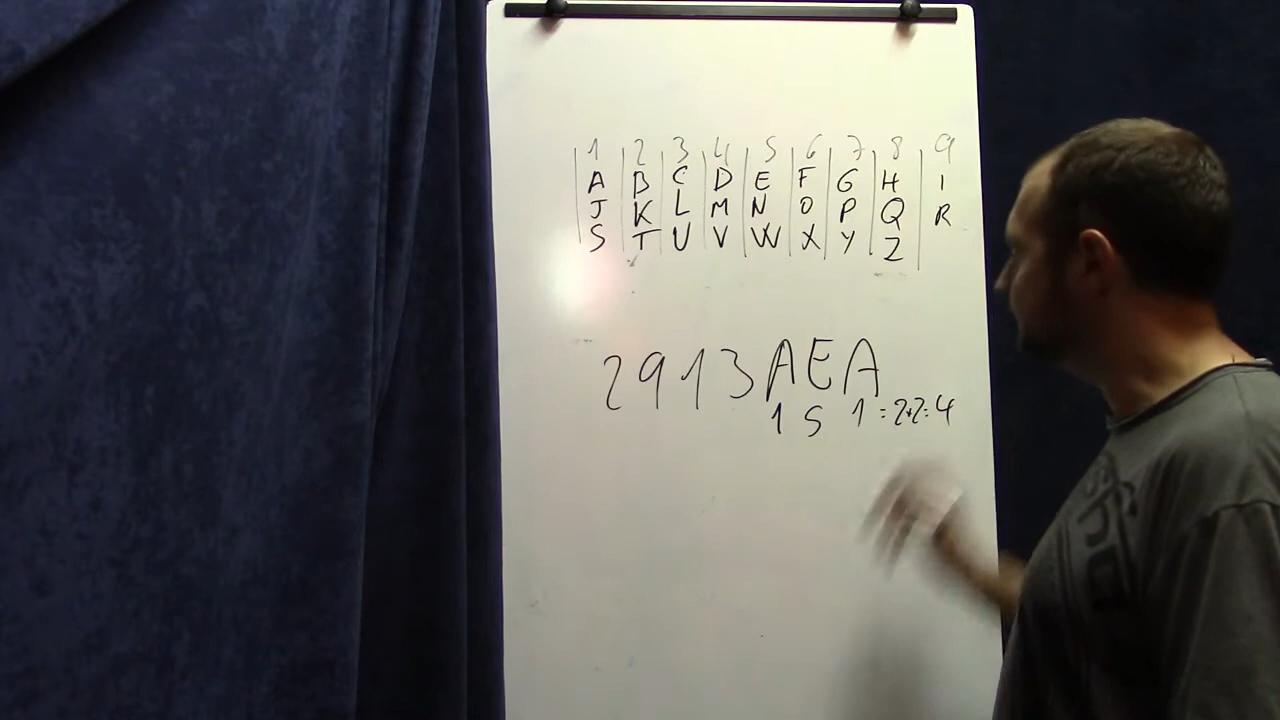 1 2 3 4 5 6 7 8 9
A B C D E F G H I
J K L M N O P Q R
S T U V W X Y Z
2913AEA
1 5 1 = 2+2=4